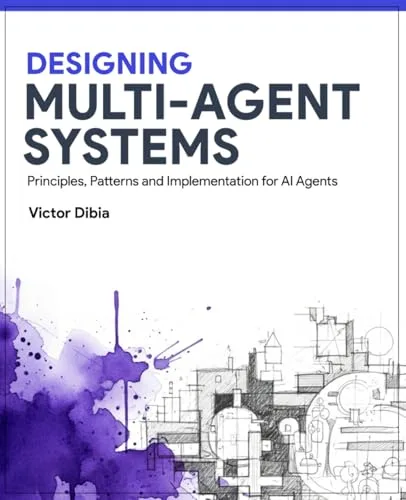 DESIGNING
MULTI-AGENT
SYSTEMS
Principles, Patterns and Implementation for AI Agents
Victor Dibia